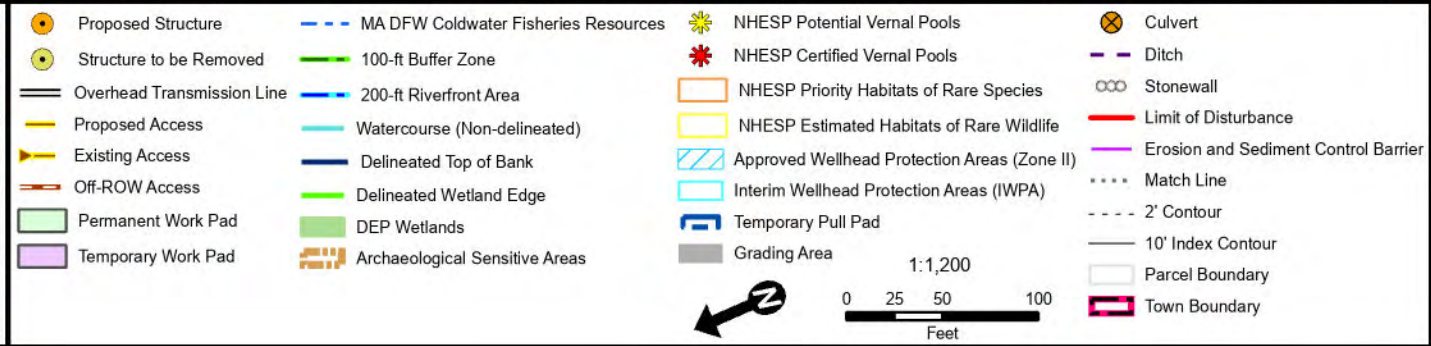 Proposed Structure
Structure to be Removed
Overhead Transmission Line
Proposed Access
Existing Access
Off-ROW Access
Permanent Work Pad
Temporary Work Pad
MA DFW Coldwater Fisheries Resources
100-ft Buffer Zone
200-ft Riverfront Area
Watercourse (Non-delineated)
Delineated Top of Bank
Delineated Wetland Edge
DEP Wetlands
Archaeological Sensitive Areas
NHESP Potential Vernal Pools
NHESP Certified Vernal Pools
NHESP Priority Habitats of Rare Species
NHESP Estimated Habitats of Rare Wildlife
Approved Wellhead Protection Areas (Zone II)
Interim Wellhead Protection Areas (IWPA)
Temporary Pull Pad
Grading Area
N
1:1,200
0 25 50 100
Feet
Culvert
Ditch
Stonewall
Limit of Disturbance
Erosion and Sediment Control Barrier
Match Line
2' Contour
10' Index Contour
Parcel Boundary
Town Boundary